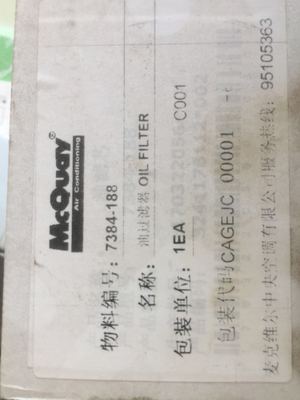 McQuay®
Air Conditioning
物料编号: 7384-188
名称: 油过滤器 OIL FILTER
包装单位: 1EA C001
包装代码CAGEJC 00001
麦克维尔中央空调有限公司服务热线: 95105363